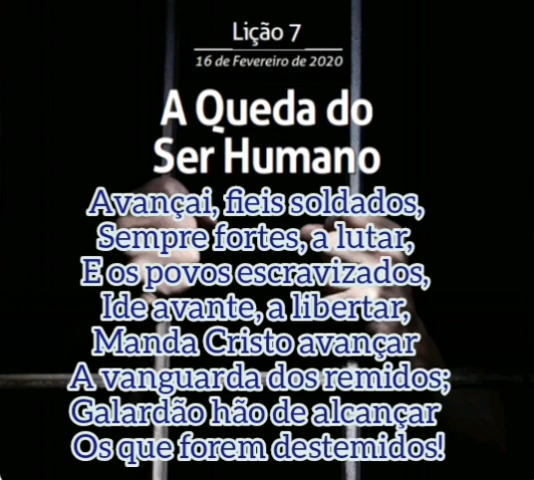 Lição 7
16 de Fevereiro de 2020
A Queda do
Ser Humano
Avançai, fieis soldados,
Sempre fortes, a lutar,
E os povos escravizados,
Ide avante, a libertar,
Manda Cristo avançar
A vanguarda dos remidos;
Galardão hão de alcançar
Os que forem destemidos!